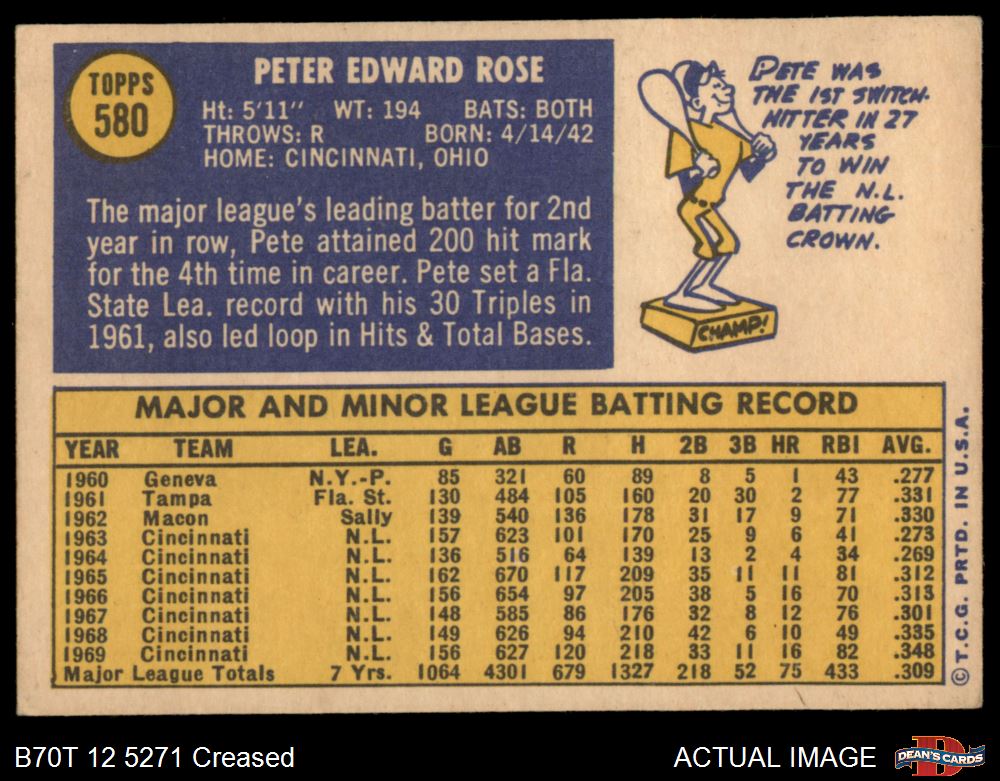 TOPPS
580
PETER EDWARD ROSE
Ht: 5'11" WT: 194 BATS: BOTH
THROWS: R BORN: 4/14/42
HOME: CINCINNATI, OHIO
The major league's leading batter for 2nd
year in row, Pete attained 200 hit mark
for the 4th time in career. Pete set a Fla.
State Lea. record with his 30 Triples in
1961, also led loop in Hits & Total Bases.
PETE WAS
THE 1ST SWITCH-
HITTER IN 27
YEARS
TO WIN
THE N.L.
BATTING
CROWN.
CHAMP!
MAJOR AND MINOR LEAGUE BATTING RECORD
YEAR TEAM LEA. G AB R H 2B 3B HR RBI AVG.
1960 Geneva N.Y.-P. 85 321 60 89 8 5 1 43 .277
1961 Tampa Fla. St. 130 484 105 160 20 30 2 77 .331
1962 Macon Sally 139 540 136 178 31 17 9 71 .330
1963 Cincinnati N.L. 157 623 101 170 25 9 6 41 .273
1964 Cincinnati N.L. 136 516 64 139 13 2 4 34 .269
1965 Cincinnati N.L. 162 670 117 209 35 11 11 81 .312
1966 Cincinnati N.L. 156 654 97 205 38 5 16 70 .313
1967 Cincinnati N.L. 148 585 86 176 32 8 12 76 .301
1968 Cincinnati N.L. 149 626 94 210 42 6 10 49 .335
1969 Cincinnati N.L. 156 627 120 218 33 11 16 82 .348
Major League Totals 7 Yrs. 1064 4301 679 1327 218 52 75 433 .309
© T.C.G. PRTD. IN U.S.A.
B70T 12 5271 Creased
ACTUAL IMAGE
D
DEAN'S CARDS